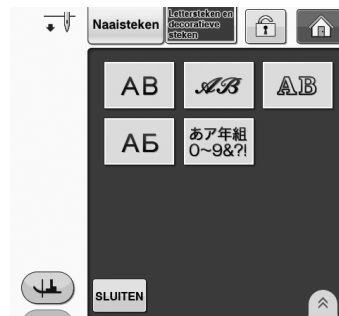 Naaisteken
Lettersteken en
decoratieve
steken
AB
AB
AB
АБ
あア年組
0~9&?!
SLUITEN